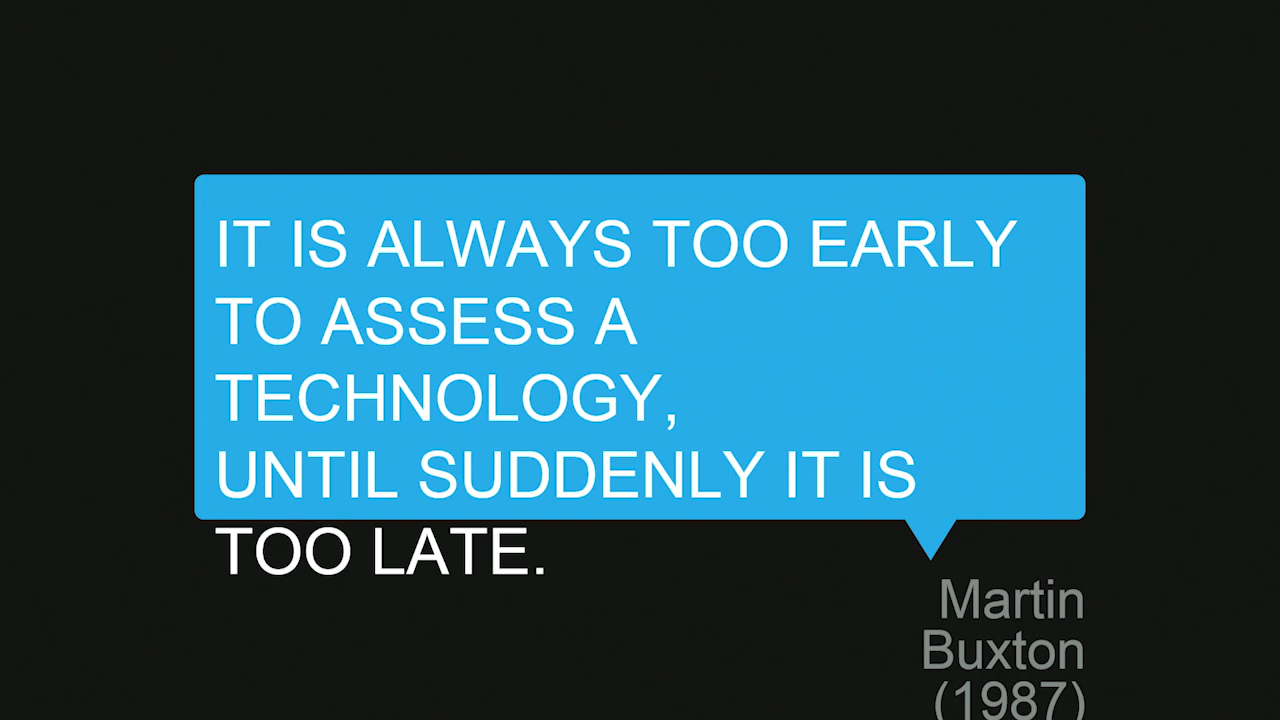 IT IS ALWAYS TOO EARLY
TO ASSESS A
TECHNOLOGY,
UNTIL SUDDENLY IT IS
TOO LATE.
Martin
Buxton
(1987)